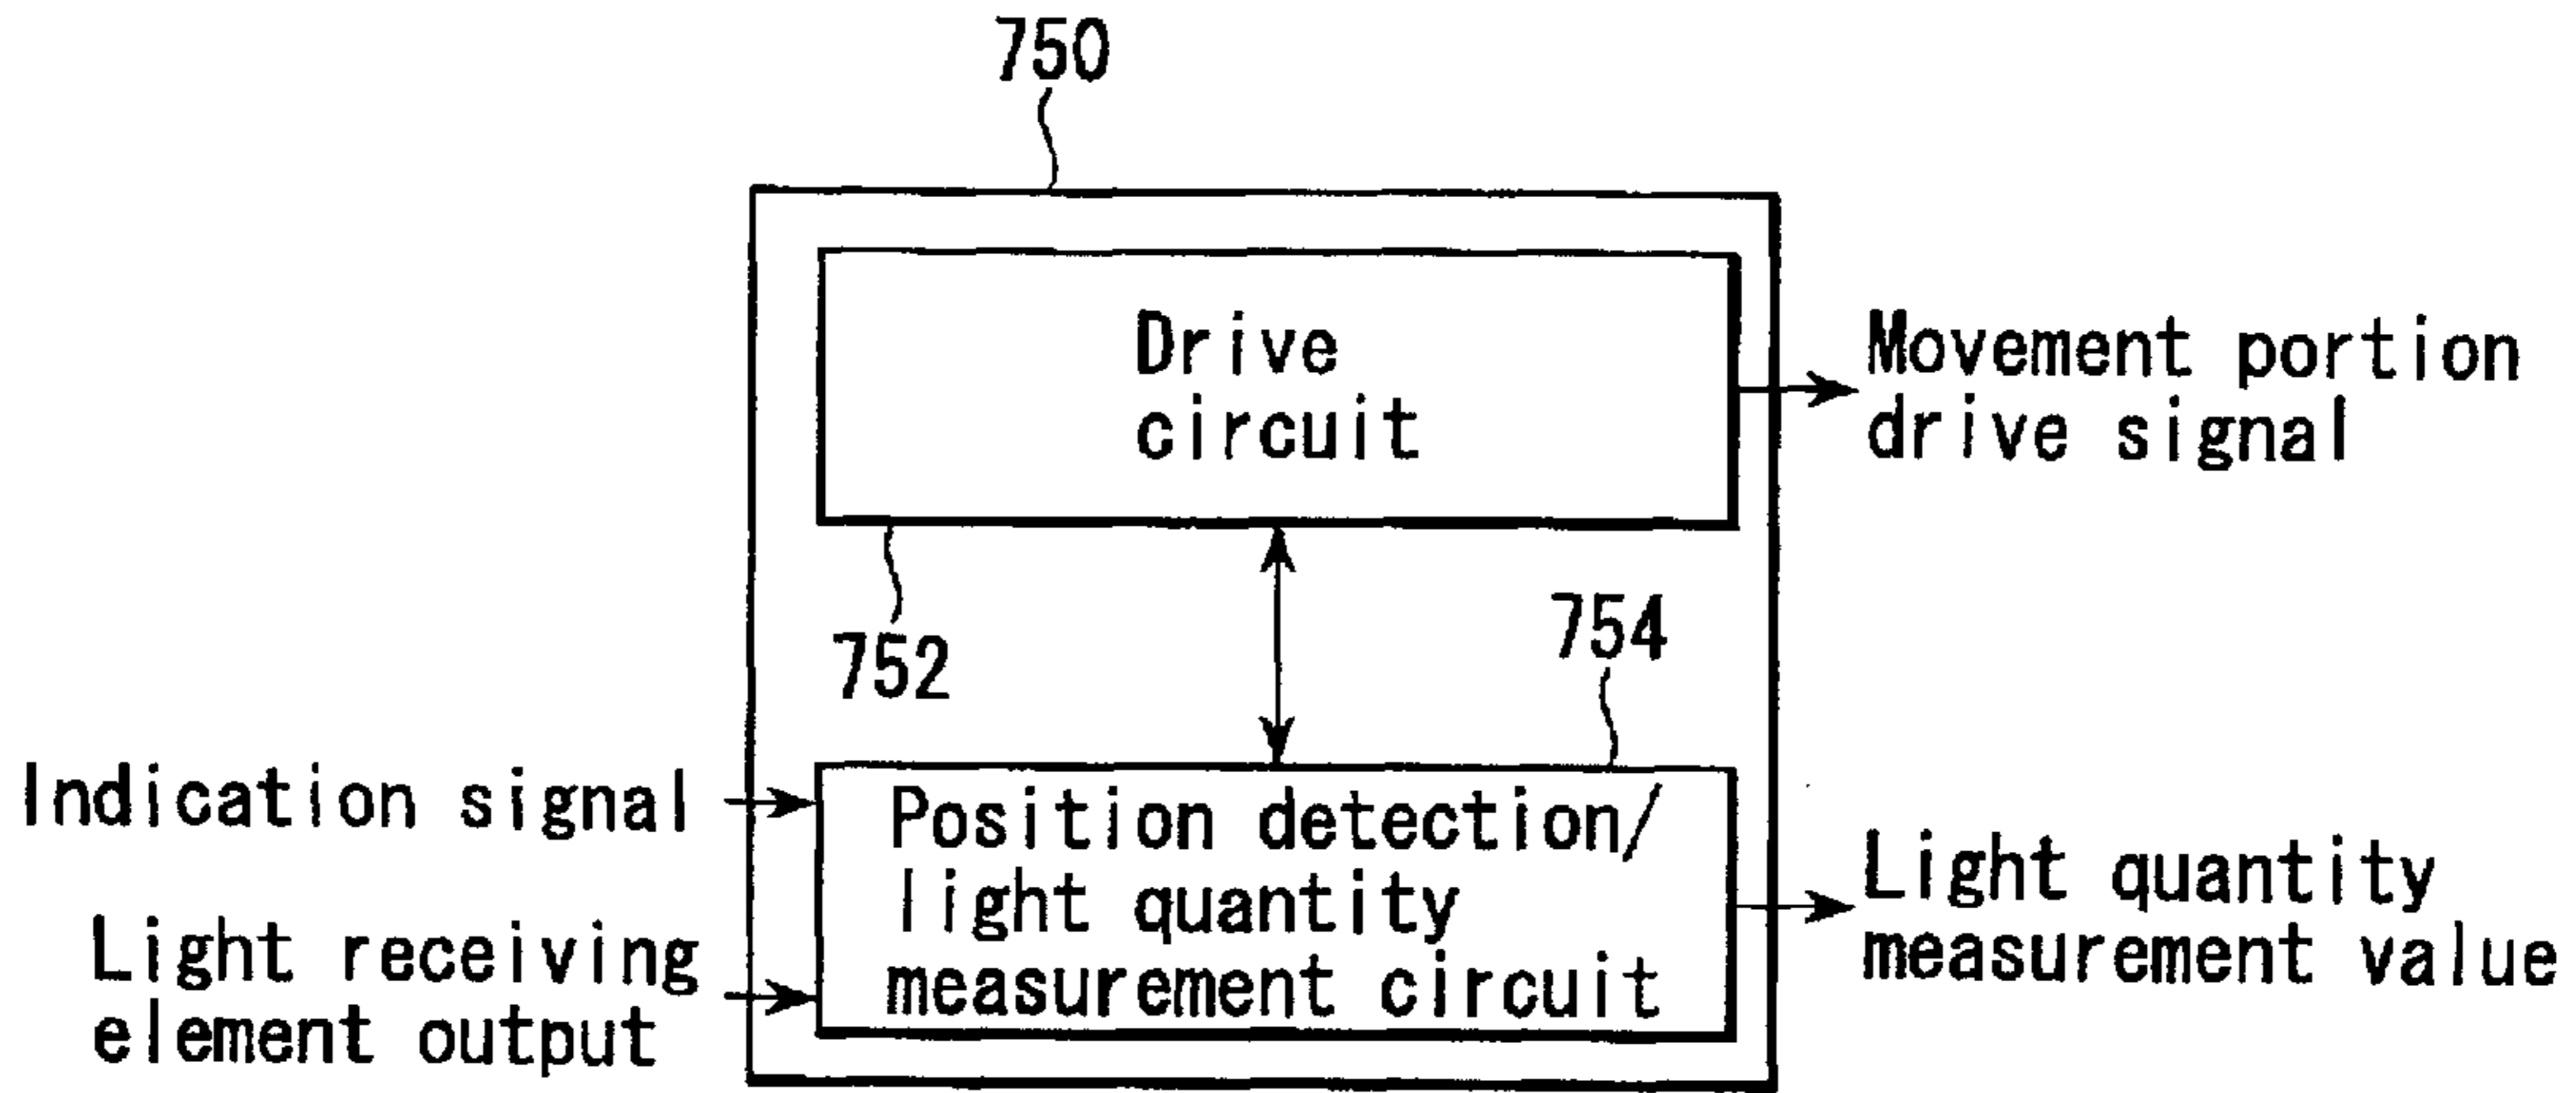 750
Drive
circuit
Movement portion
drive signal
752
754
Indication signal
Light receiving
element output
Position detection/
light quantity
measurement circuit
Light quantity
measurement value